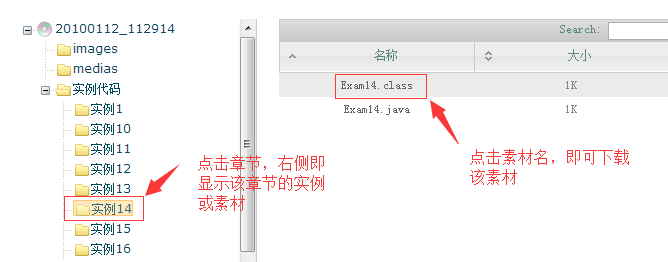 20100112_112914
images
medias
实例代码
实例1
实例10
实例11
实例12
实例13
实例14
实例15
实例16
点击章节，右侧即
显示该章节的实例
或素材
Search:
名称 大小
Exam14.class 1K
Exam14.java 1K
点击素材名，即可下载
该素材